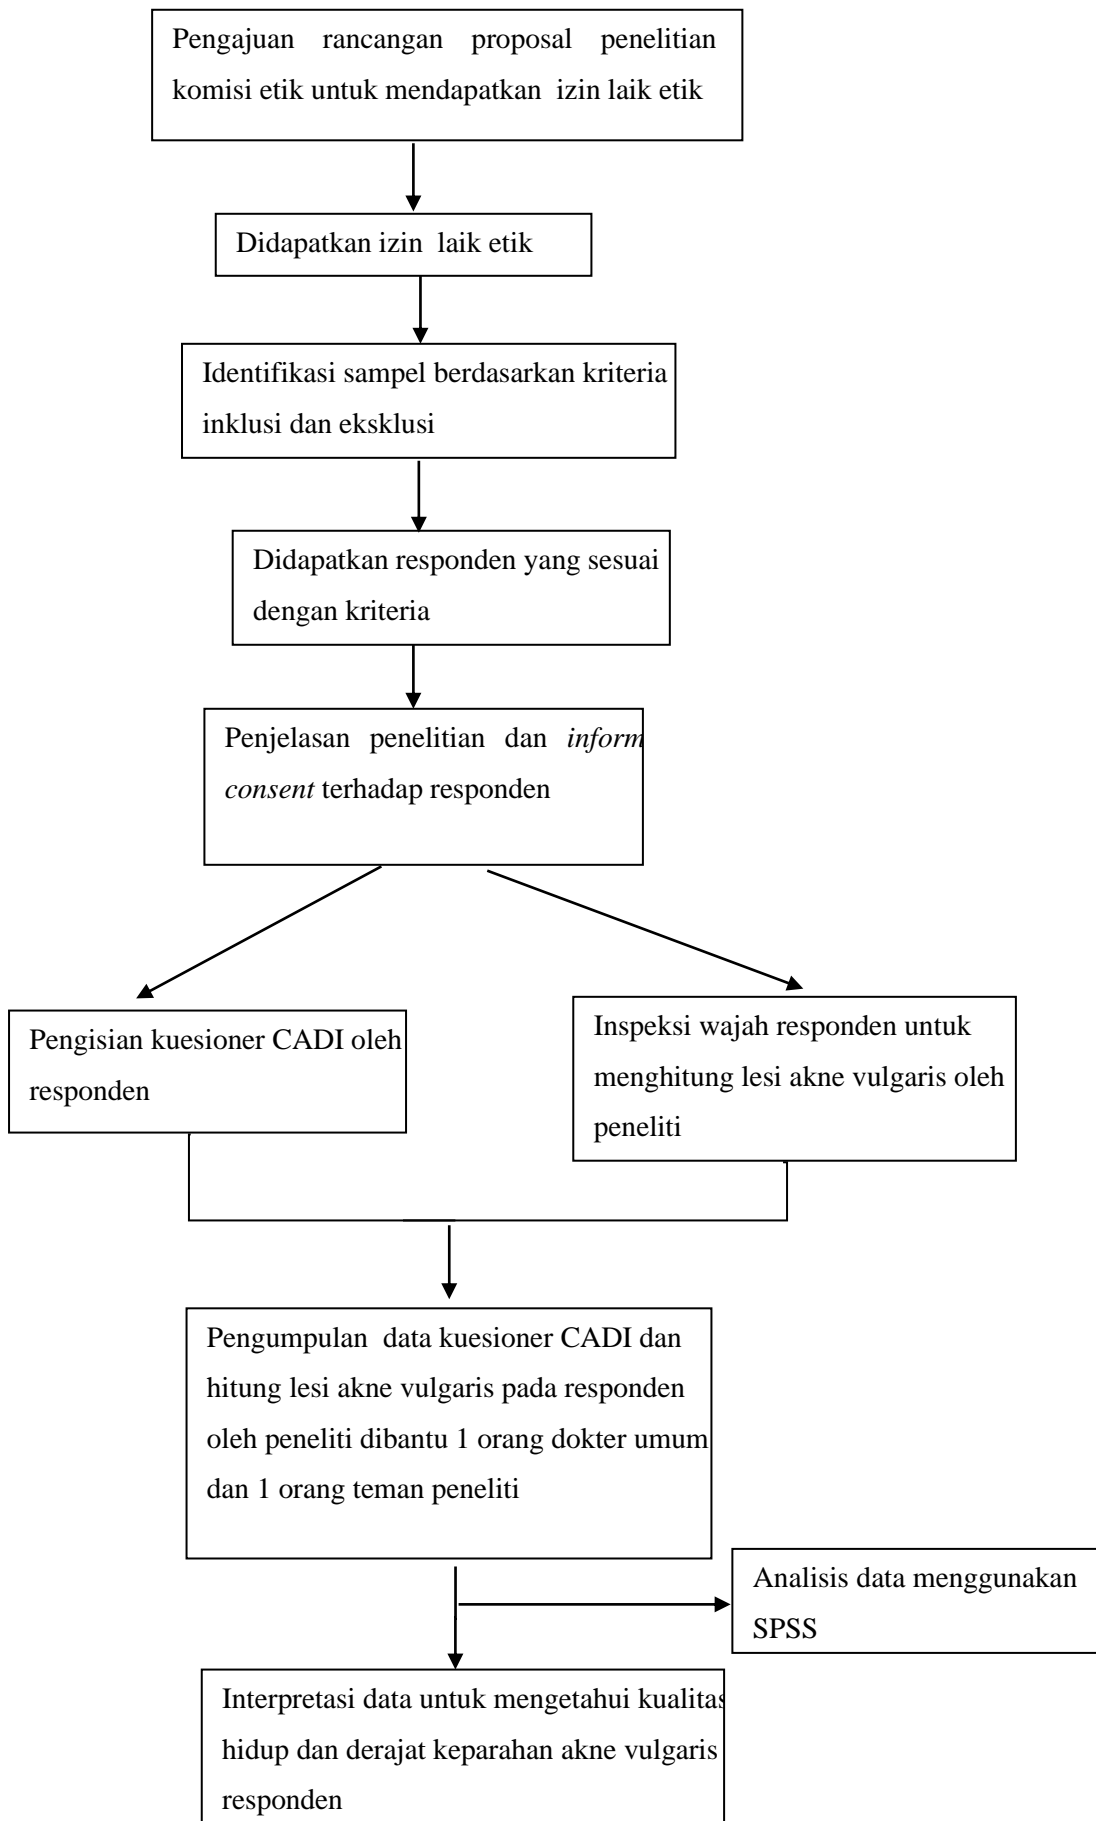 Pengajuan rancangan proposal penelitian
komisi etik untuk mendapatkan izin laik etik
Didapatkan izin laik etik
Identifikasi sampel berdasarkan kriteria
inklusi dan eksklusi
Didapatkan responden yang sesuai
dengan kriteria
Penjelasan penelitian dan inform
consent terhadap responden
Pengisian kuesioner CADI oleh
responden
Inspeksi wajah responden untuk
menghitung lesi akne vulgaris oleh
peneliti
Pengumpulan data kuesioner CADI dan
hitung lesi akne vulgaris pada responden
oleh peneliti dibantu 1 orang dokter umum
dan 1 orang teman peneliti
Analisis data menggunakan
SPSS
Interpretasi data untuk mengetahui kualitas
hidup dan derajat keparahan akne vulgaris
responden